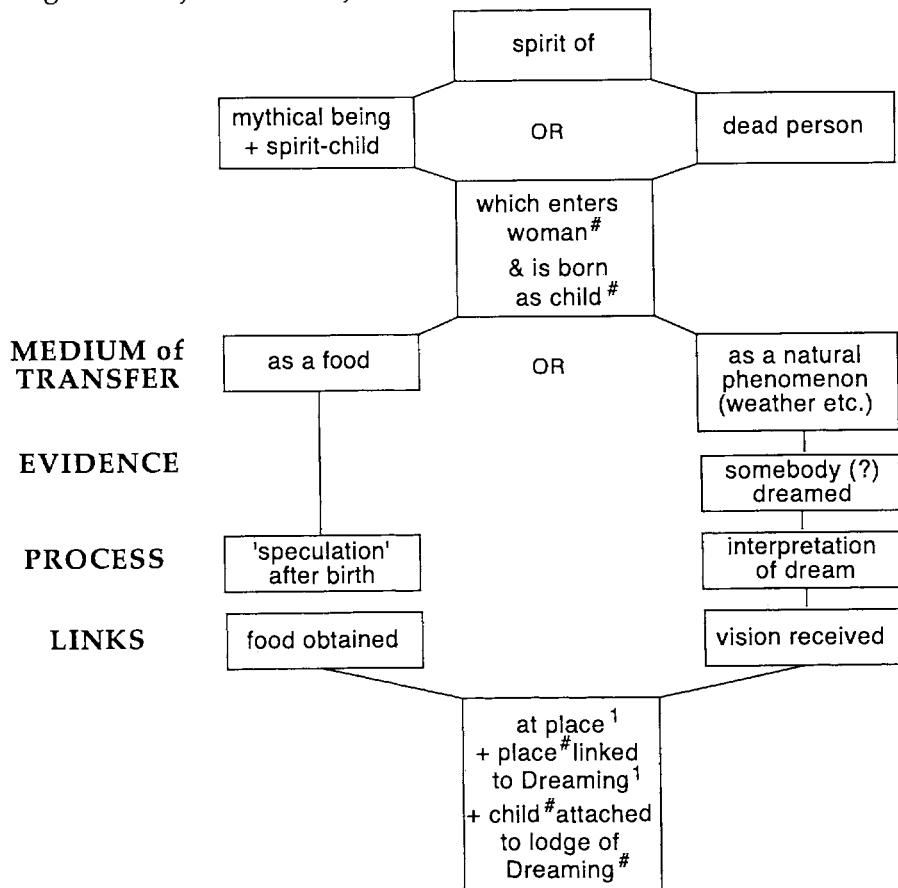 spirit of
mythical being
+ spirit-child
OR
dead person
which enters
woman#
& is born
as child#
MEDIUM of
TRANSFER
as a food
OR
as a natural
phenomenon
(weather etc.)
EVIDENCE
somebody (?)
dreamed
PROCESS
'speculation'
after birth
interpretation
of dream
LINKS
food obtained
vision received
at place¹
+ place# linked
to Dreaming¹
+ child# attached
to lodge of
Dreaming#